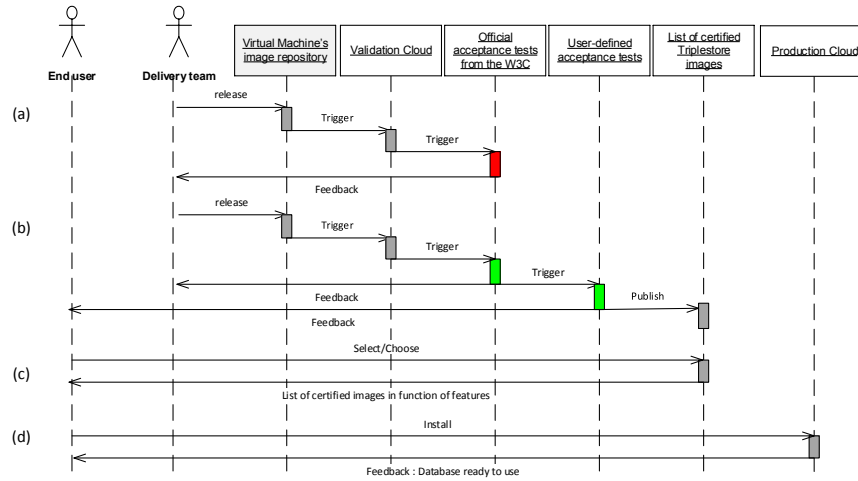 End user
Delivery team
Virtual Machine's
image repository
Validation Cloud
Official
acceptance tests
from the W3C
User-defined
acceptance tests
List of certified
Triplestore
images
Production Cloud
(a)
release
Trigger
Trigger
Feedback
(b)
release
Trigger
Trigger
Trigger
Feedback
Publish
Feedback
(c)
Select/Choose
List of certified images in function of features
(d)
Install
Feedback : Database ready to use